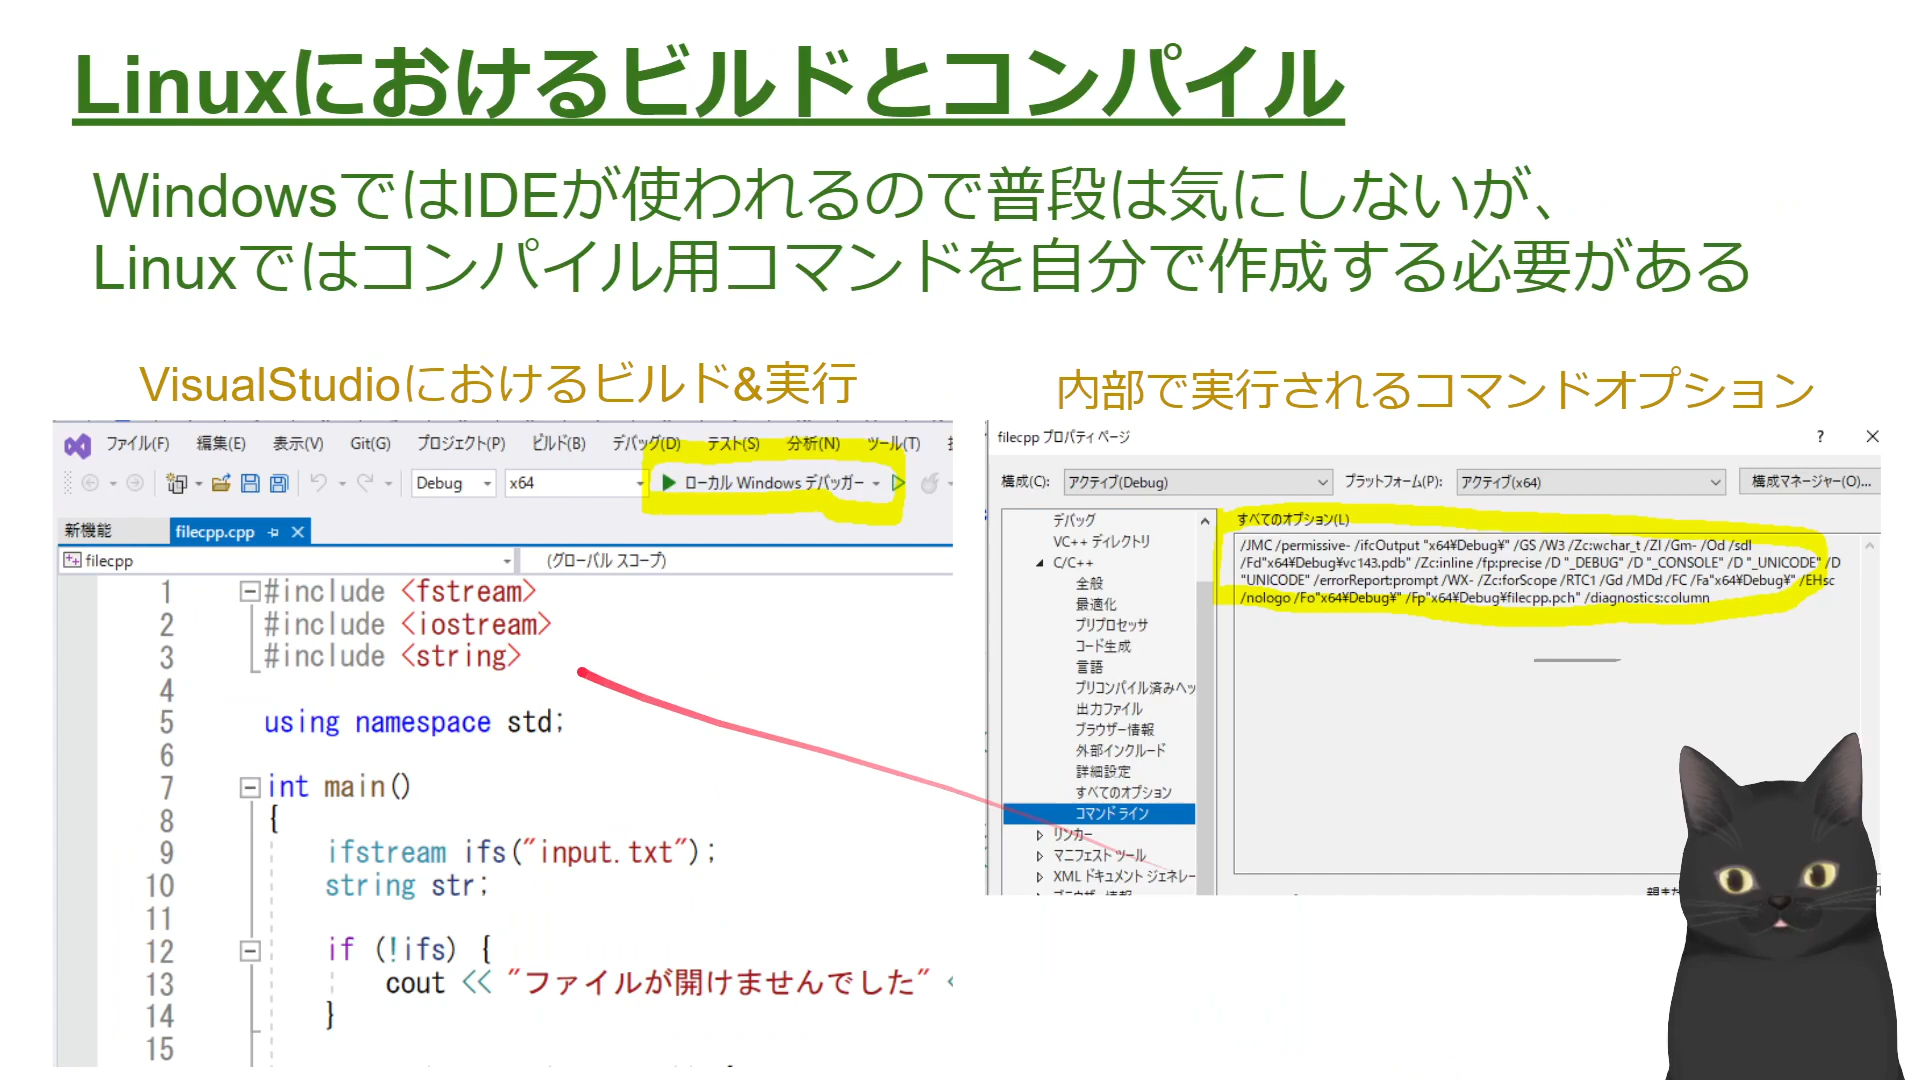 Linuxにおけるビルドとコンパイル
WindowsではIDEが使われるので普段は気にしないが、
Linuxではコンパイル用コマンドを自分で作成する必要がある
VisualStudioにおけるビルド&実行
ファイル(F) 編集(E) 表示(V) Git(G) プロジェクト(P) ビルド(B) デバッグ(D) テスト(S) 分析(N) ツール(T)
Debug x64 ローカル Windows デバッガー
新機能 filecpp.cpp
filecpp (グローバル スコープ)
1 #include <fstream>
2 #include <iostream>
3 #include <string>
4
5 using namespace std;
6
7 int main()
8 {
9 ifstream ifs("input.txt");
10 string str;
11
12 if (!ifs) {
13 cout << "ファイルが開けませんでした" <
14 }
15
内部で実行されるコマンドオプション
filecpp プロパティ ページ ? ×
構成(C): アクティブ(Debug) プラットフォーム(P): アクティブ(x64) 構成マネージャー(O)...
デバッグ
VC++ ディレクトリ
C/C++
全般
最適化
プリプロセッサ
コード生成
言語
プリコンパイル済みヘッ
出力ファイル
ブラウザー情報
外部インクルード
詳細設定
すべてのオプション
コマンド ライン
リンカー
マニフェスト ツール
XML ドキュメント ジェネレー
すべてのオプション(L)
/JMC /permissive- /ifcOutput "x64¥Debug¥" /GS /W3 /Zc:wchar_t /ZI /Gm- /Od /sdl
/Fd"x64¥Debug¥vc143.pdb" /Zc:inline /fp:precise /D "_DEBUG" /D "_CONSOLE" /D "_UNICODE" /D
"UNICODE" /errorReport:prompt /WX- /Zc:forScope /RTC1 /Gd /MDd /FC /Fa"x64¥Debug¥" /EHsc
/nologo /Fo"x64¥Debug¥" /Fp"x64¥Debug¥filecpp.pch" /diagnostics:column